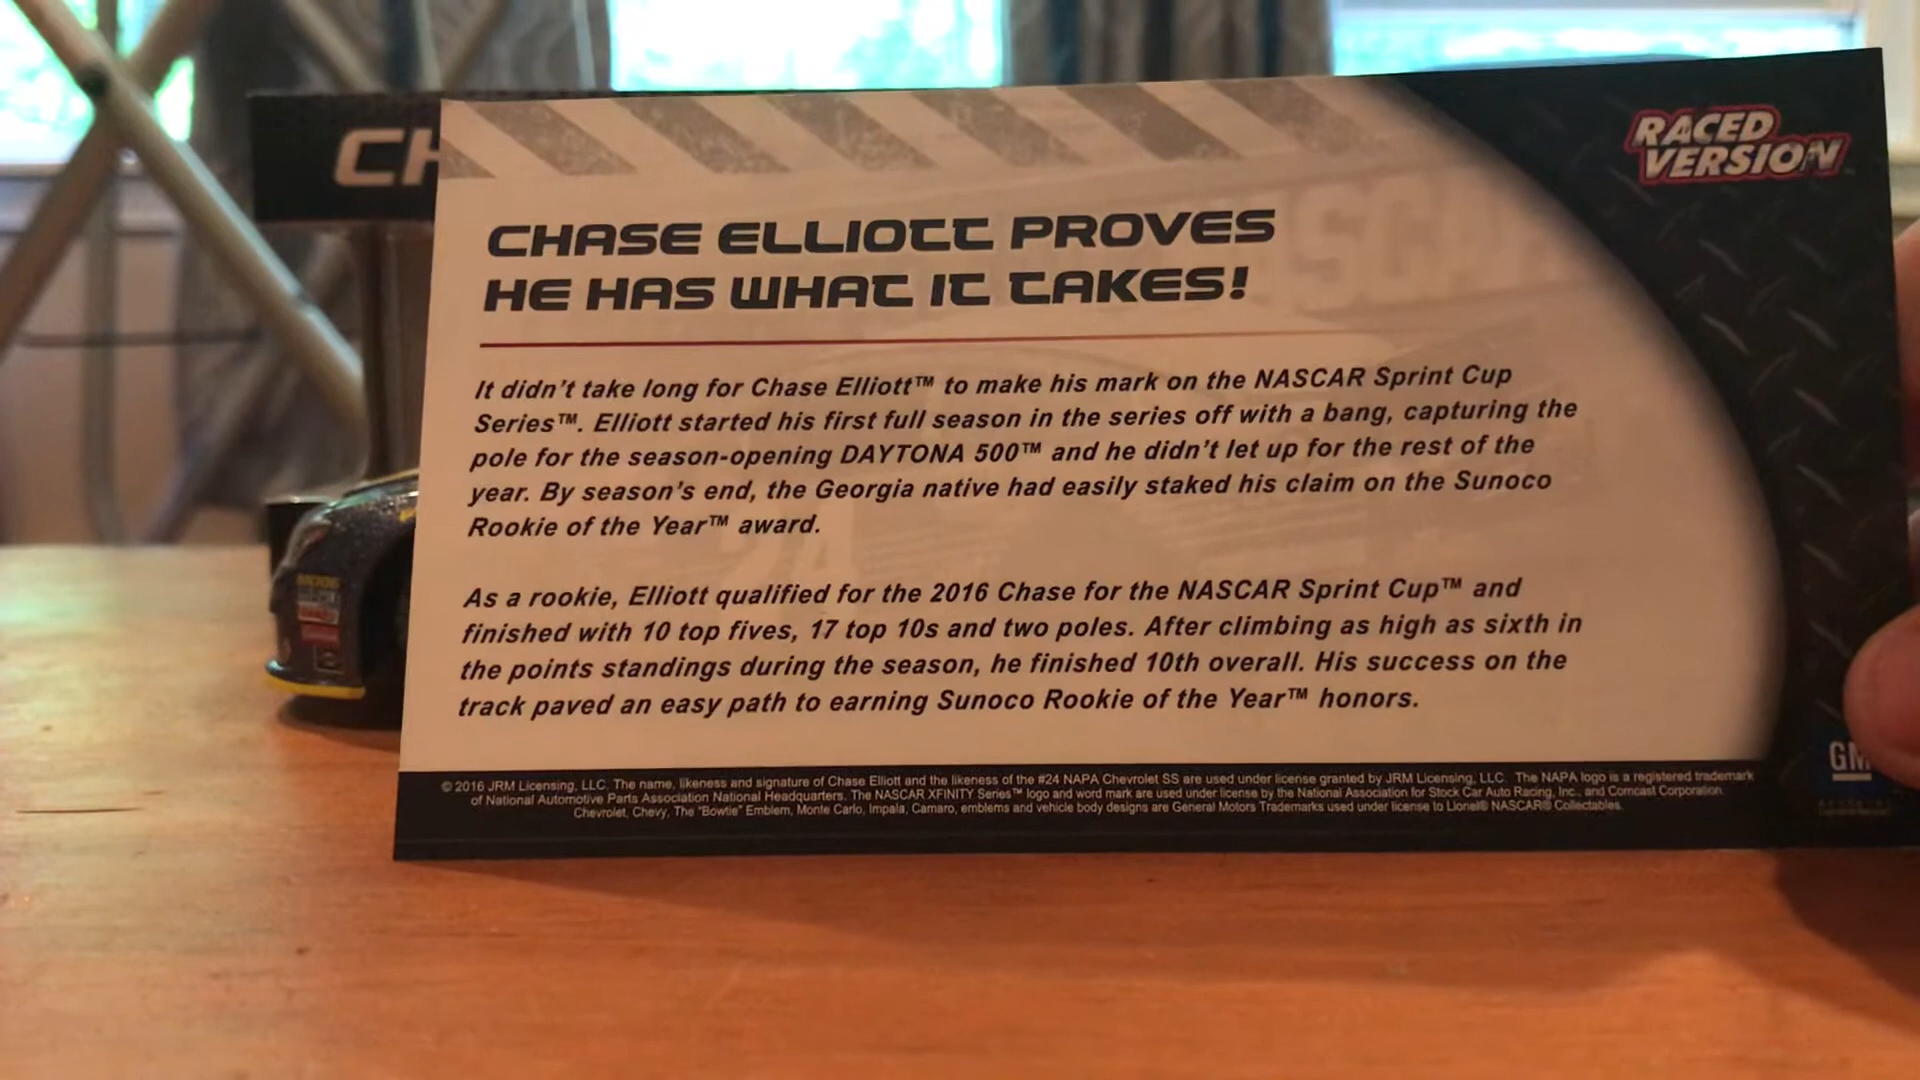 CH
RACED
VERSION
CHASE ELLIOTT PROVES
HE HAS WHAT IT TAKES!
It didn't take long for Chase Elliott™ to make his mark on the NASCAR Sprint Cup
Series™. Elliott started his first full season in the series off with a bang, capturing the
pole for the season-opening DAYTONA 500™ and he didn't let up for the rest of the
year. By season's end, the Georgia native had easily staked his claim on the Sunoco
Rookie of the Year™ award.
As a rookie, Elliott qualified for the 2016 Chase for the NASCAR Sprint Cup™ and
finished with 10 top fives, 17 top 10s and two poles. After climbing as high as sixth in
the points standings during the season, he finished 10th overall. His success on the
track paved an easy path to earning Sunoco Rookie of the Year™ honors.
GM
© 2016 JRM Licensing, LLC. The name, likeness and signature of Chase Elliott and the likeness of the #24 NAPA Chevrolet SS are used under license granted by JRM Licensing, LLC. The NAPA logo is a registered trademark
of National Automotive Parts Association National Headquarters. The NASCAR XFINITY Series™ logo and word mark are used under license by the National Association for Stock Car Auto Racing, Inc., and Comcast Corporation.
Chevrolet, Chevy, The "Bowtie" Emblem, Monte Carlo, Impala, Camaro, emblems and vehicle body designs are General Motors Trademarks used under license to Lionel® NASCAR® Collectables.